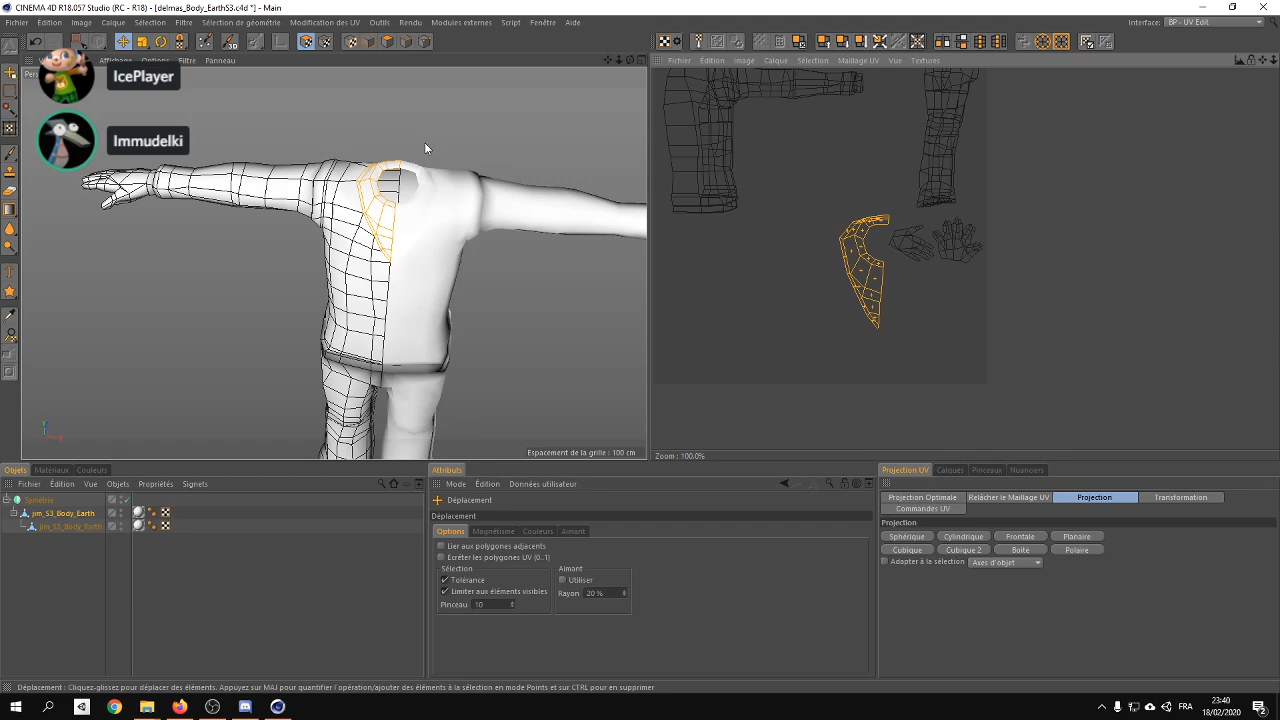 CINEMA 4D R18.057 Studio (RC - R18) - [delmas_Body_EarthS3.c4d *] - Main
Fichier Édition Image Calque Sélection Filtre Sélection de géométrie Modification des UV Outils Rendu Modules externes Script Fenêtre Aide
Interface: BP - UV Edit
Affichage Options Filtre Panneau
Fichier Édition Image Calque Sélection Maillage UV Vue Textures
IcePlayer
Immudelki
Espacement de la grille : 100 cm
Zoom : 100.0%
Objets Matériaux Couleurs
Attributs
Projection UV Calques Pinceaux Nuanciers
Fichier Édition Vue Objets Propriétés Signets
Mode Édition Données utilisateur
Symétrie
jim_S3_Body_Earth
jim_S3_Body_Earth
Déplacement
Déplacement
Options Magnétisme Couleurs Aimant
Lier aux polygones adjacents
Ecréter les polygones UV (0..1)
Sélection Aimant
Tolérance Utiliser
Limiter aux éléments visibles Rayon 20 %
Pinceau 10
Projection Optimale Relâcher le Maillage UV Projection Transformation
Commandes UV
Projection
Sphérique Cylindrique Frontale Planaire
Cubique Cubique 2 Boite Polaire
Adapter à la sélection Axes d'objet
Déplacement : Cliquez-glissez pour déplacer des éléments. Appuyez sur MAJ pour quantifier l'opération/ajouter des éléments à la sélection en mode Points et sur CTRL pour en supprimer
FRA
23:40
18/02/2020
2